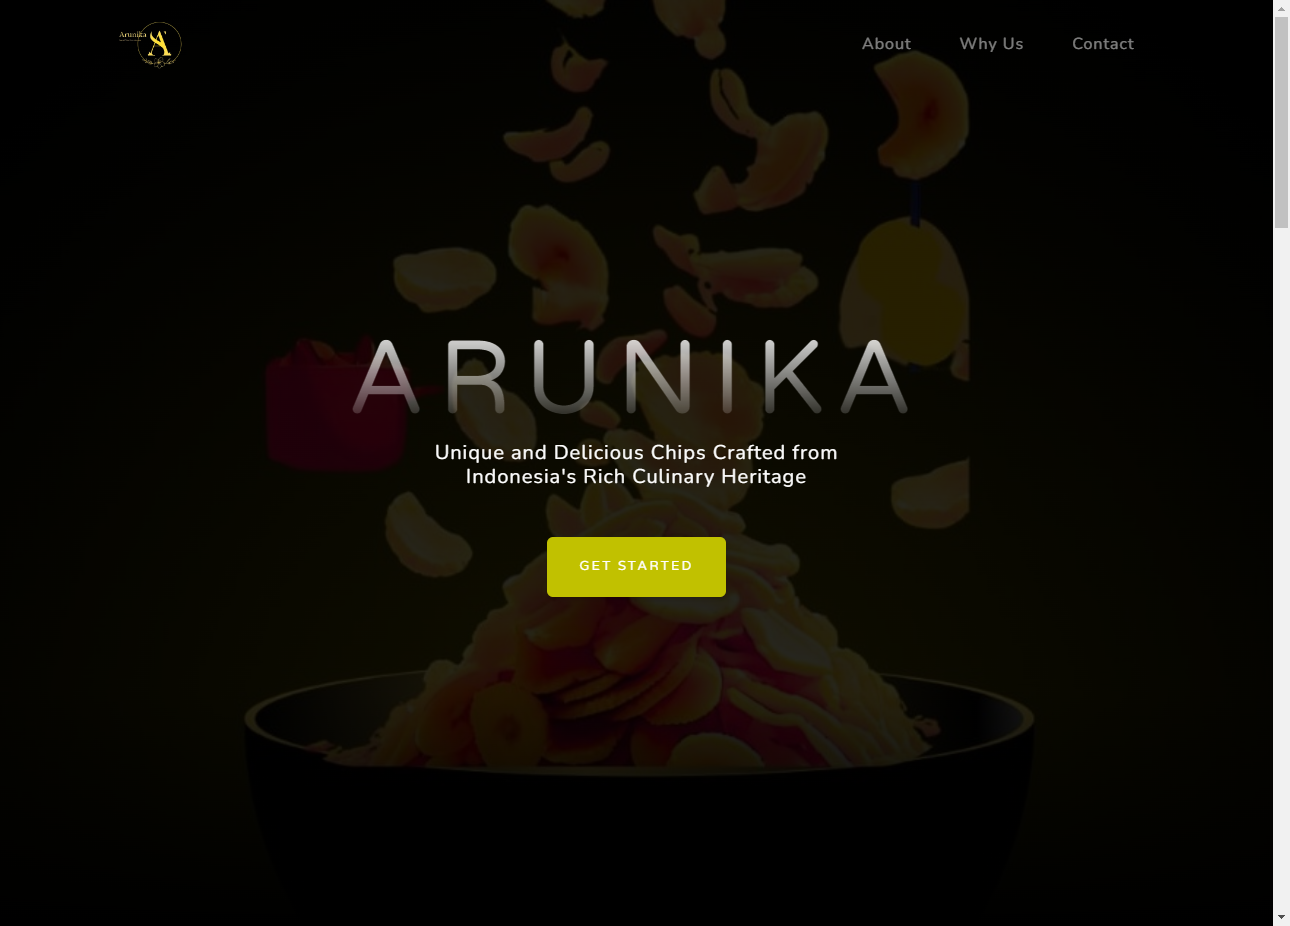 Arunika
A
About
Why Us
Contact
ARUNIKA
Unique and Delicious Chips Crafted from
Indonesia's Rich Culinary Heritage
GET STARTED